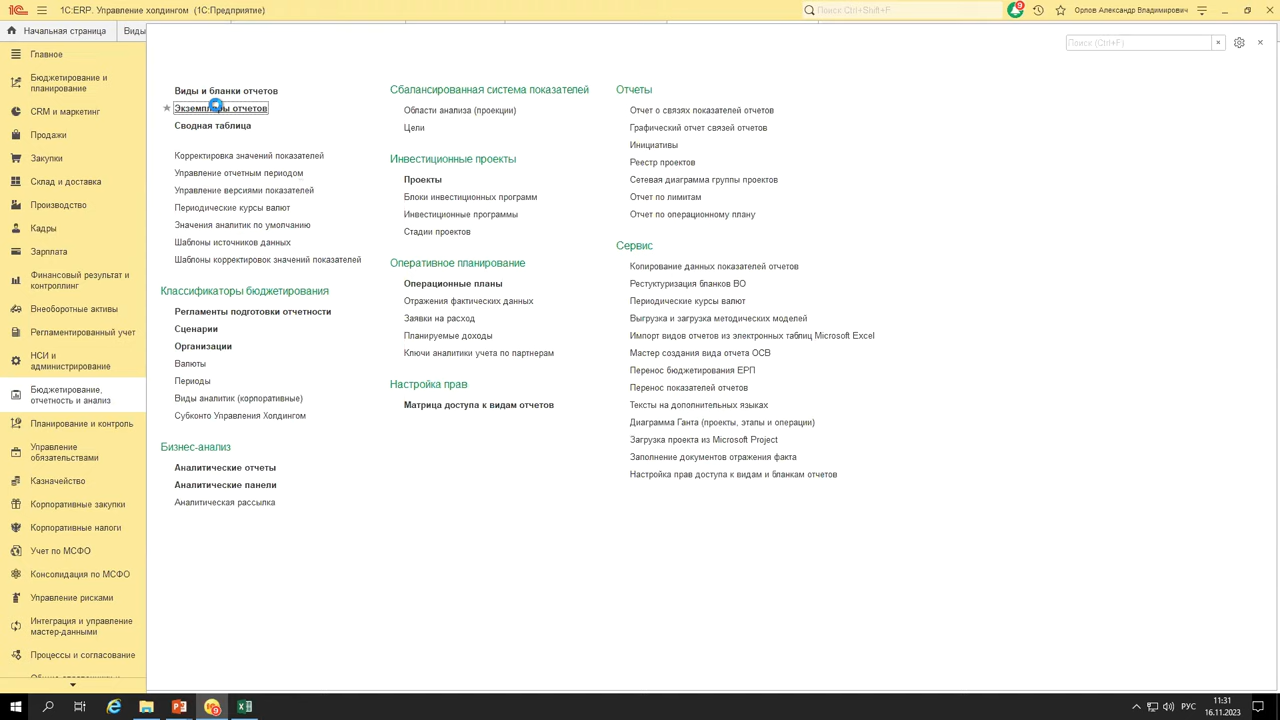 1С:ERP. Управление холдингом (1С:Предприятие)
Поиск Ctrl+Shift+F
9
Орлов Александр Владимирович
Начальная страница
Виды
Поиск (Ctrl+F)
Главное
Бюджетирование и
планирование
CRM и маркетинг
Продажи
Закупки
Склад и доставка
Производство
Кадры
Зарплата
Финансовый результат и
контроллинг
Внеоборотные активы
Регламентированный учет
НСИ и
администрирование
Бюджетирование,
отчетность и анализ
Планирование и контроль
Управление
обязательствами
Казначейство
Корпоративные закупки
Корпоративные налоги
Учет по МСФО
Консолидация по МСФО
Управление рисками
Интеграция и управление
мастер-данными
Процессы и согласование
Виды и бланки отчетов
Экземпляры отчетов
Сводная таблица
Корректировка значений показателей
Управление отчетным периодом
Управление версиями показателей
Периодические курсы валют
Значения аналитик по умолчанию
Шаблоны источников данных
Шаблоны корректировок значений показателей
Классификаторы бюджетирования
Регламенты подготовки отчетности
Сценарии
Организации
Валюты
Периоды
Виды аналитик (корпоративные)
Субконто Управления Холдингом
Бизнес-анализ
Аналитические отчеты
Аналитические панели
Аналитическая рассылка
Сбалансированная система показателей
Области анализа (проекции)
Цели
Инвестиционные проекты
Проекты
Блоки инвестиционных программ
Инвестиционные программы
Стадии проектов
Оперативное планирование
Операционные планы
Отражения фактических данных
Заявки на расход
Планируемые доходы
Ключи аналитики учета по партнерам
Настройка прав
Матрица доступа к видам отчетов
Отчеты
Отчет о связях показателей отчетов
Графический отчет связей отчетов
Инициативы
Реестр проектов
Сетевая диаграмма группы проектов
Отчет по лимитам
Отчет по операционному плану
Сервис
Копирование данных показателей отчетов
Рестуктуризация бланков ВО
Периодические курсы валют
Выгрузка и загрузка методических моделей
Импорт видов отчетов из электронных таблиц Microsoft Excel
Мастер создания вида отчета ОСВ
Перенос бюджетирования ЕРП
Перенос показателей отчетов
Тексты на дополнительных языках
Диаграмма Ганта (проекты, этапы и операции)
Загрузка проекта из Microsoft Project
Заполнение документов отражения факта
Настройка прав доступа к видам и бланкам отчетов
РУС
11:31
16.11.2023